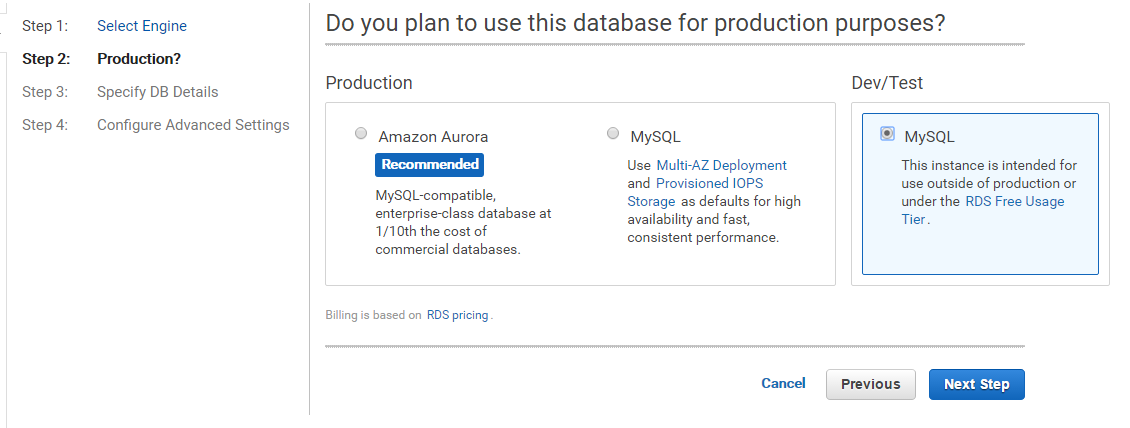 Step 1: Select Engine
Step 2: Production?
Step 3: Specify DB Details
Step 4: Configure Advanced Settings
Do you plan to use this database for production purposes?
Production
Amazon Aurora
Recommended
MySQL-compatible,
enterprise-class database at
1/10th the cost of
commercial databases.
MySQL
Use Multi-AZ Deployment
and Provisioned IOPS
Storage as defaults for high
availability and fast,
consistent performance.
Dev/Test
MySQL
This instance is intended for
use outside of production or
under the RDS Free Usage
Tier.
Billing is based on RDS pricing.
Cancel
Previous
Next Step